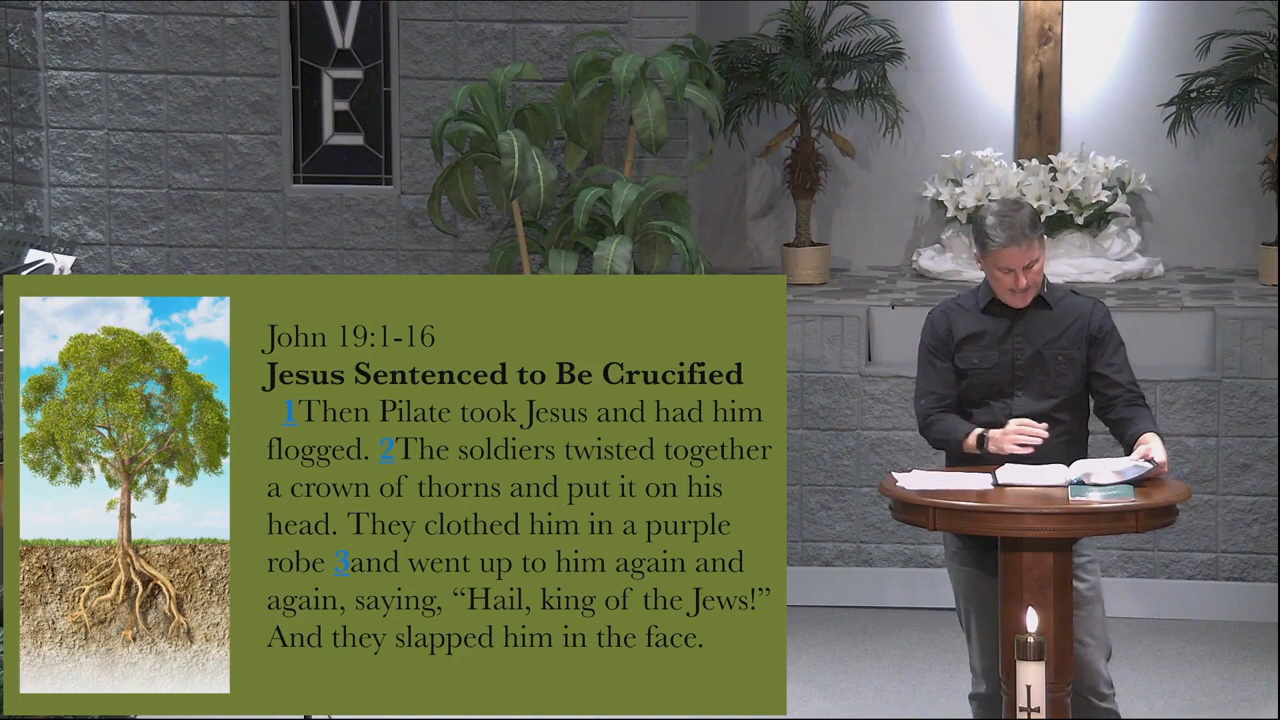 VE
John 19:1-16
Jesus Sentenced to Be Crucified
1Then Pilate took Jesus and had him
flogged. 2The soldiers twisted together
a crown of thorns and put it on his
head. They clothed him in a purple
robe 3and went up to him again and
again, saying, “Hail, king of the Jews!”
And they slapped him in the face.